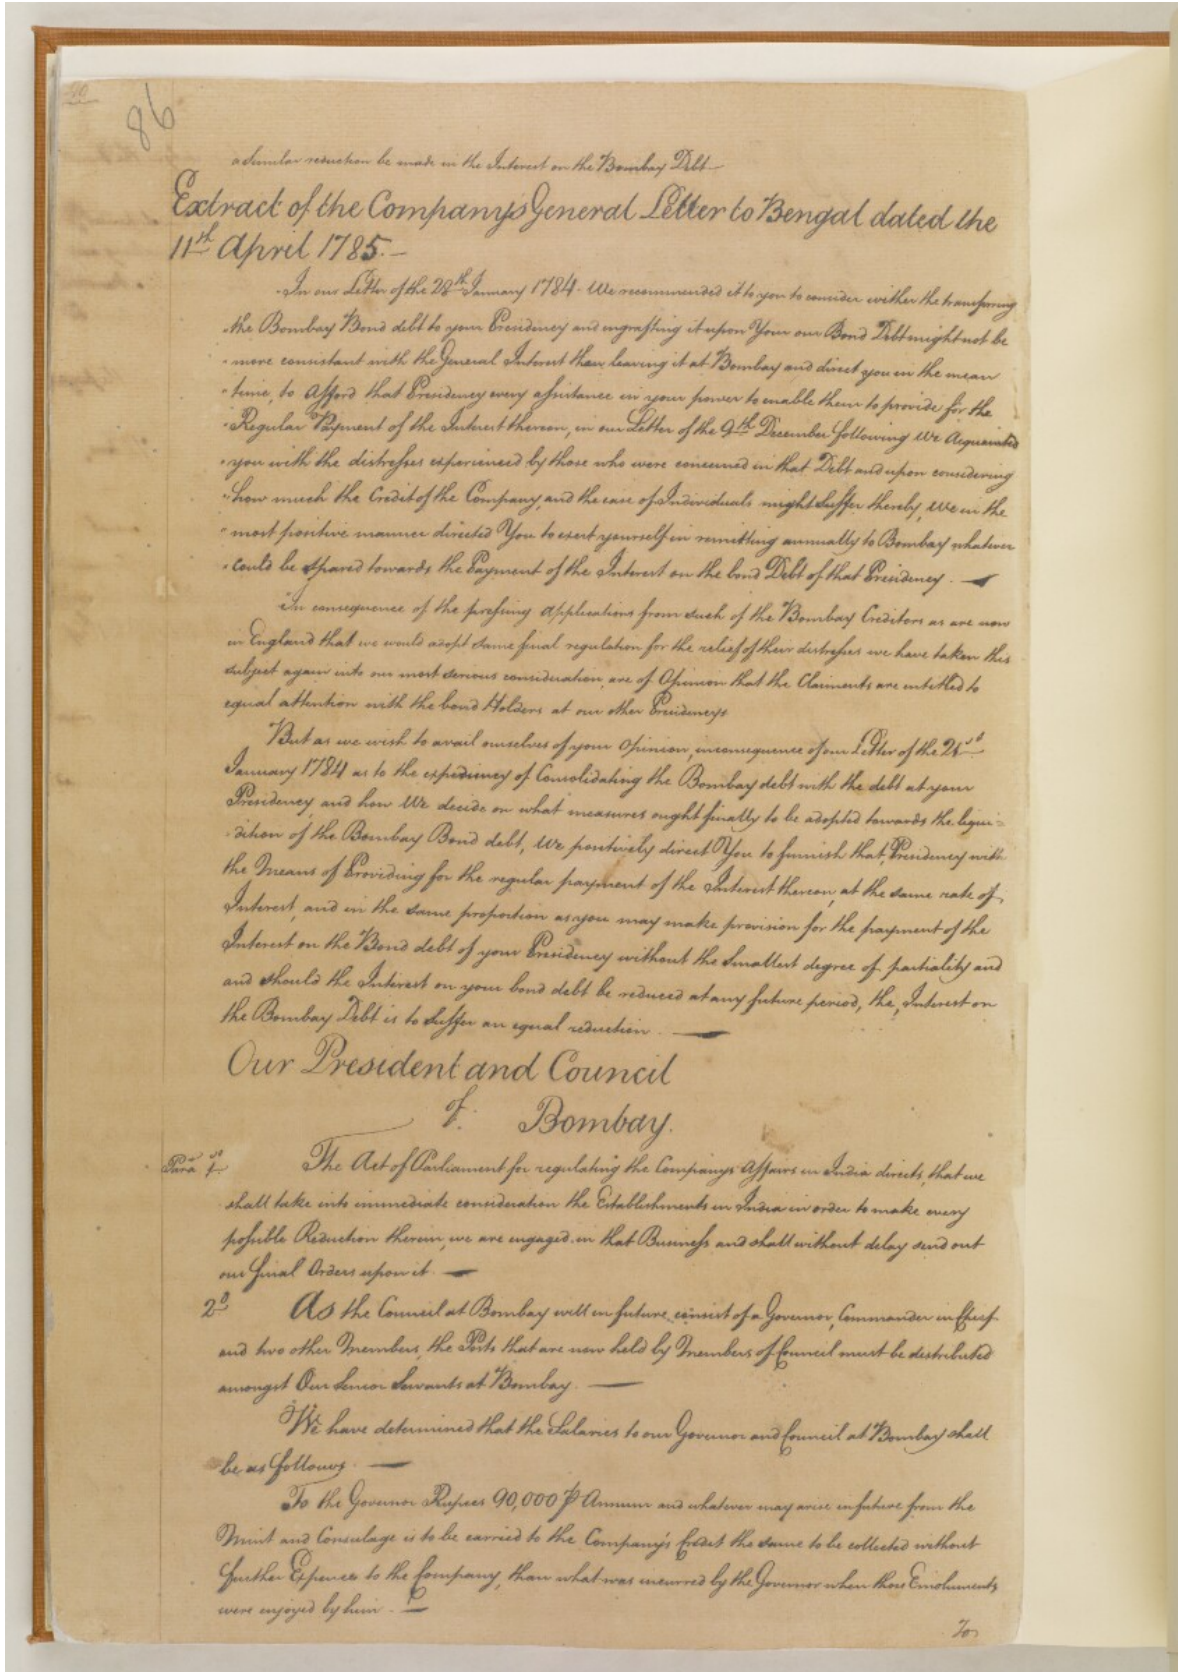 86
a similar reduction be made in the Interest on the Bombay Debt
Extract of the Companys General Letter to Bengal dated the
11th April 1785.—
In our Letter of the 28th January 1784. We recommended it to you to consider wither the transfering
the Bombay Bond debt to your Presidency and ingrafting it upon Your own Bond Debt might not be
more consistant with the General Interest then leaving it at Bombay and direct you in the mean
time, to Afford that Presidency every assistance in your power to enable them to provide for the
Regular Payment of the Interest thereon, in our Letter of the 9th December following We Acquainted
you with the distresses experienced by those who were concerned in that Debt and upon considering
how much the Credit of the Company, and the ease of Individuals might Suffer thereby, We in the
most positive manner directed You to exert yourself in remitting annually to Bombay whatever
could be Spared towards the Payment of the Interest on the bond Debt of that Presidency. —
In consequence of the pressing applications from such of the Bombay Creditors as are now
in England that we would adopt some final regulation for the relief of their distresses we have taken this
subject again into our most serious consideration, are of Opinion that the Claiments are intitled to
equal attention with the bond Holders at our other Presidencys
But as we wish to avail ourselves of your Opinion, inconsequence of our Letter of the
January 1784 as to the expediency of Consolidating the Bombay debt with the debt at your
Presidency, and how We decide on what measures ought finally to be adopted towards the liqui-
dition of the Bombay Bond debt, We positively direct You to furnish that, Presidency with
the Means of Providing for the regular payment of the Interest thereon, at the same rate of
Interest, and in the same proportion as you may make provision for the payment of the
Interest on the Bond debt of your Presidency without the Smallest degree of partiality and
and should the Interest on your bond debt be reduced at any future period, the, Interest on
the Bombay Debt is to Suffer an equal reduction. —
Our President and Council
of Bombay.
Para 1st The Act of Parliament for regulating the Companys Affairs in India directs, that we
shall take into immediate consideration the Establishments in India in order to make every
possible Reduction therein, we are engaged in that Business and shall without delay send out
our final Orders upon it. —
2d As the Council at Bombay will in future, consist of a Governor, Commander in Chief
and two other Members, the Posts that are now held by Members of Council must be distributed
amongst Our Senior Servants at Bombay. —
We have determined that the Salaries to our Governor and Council at Bombay shall
be as follows. —
To the Governor Rupees 90,000 ⅌ Annum and whatever may arise in future from the
Mint and Consulage is to be carried to the Company's Credit the same to be collected without
further Expences to the Company, than what was incurred by the Governor when those Emoluments
were enjoyed by him. —
To